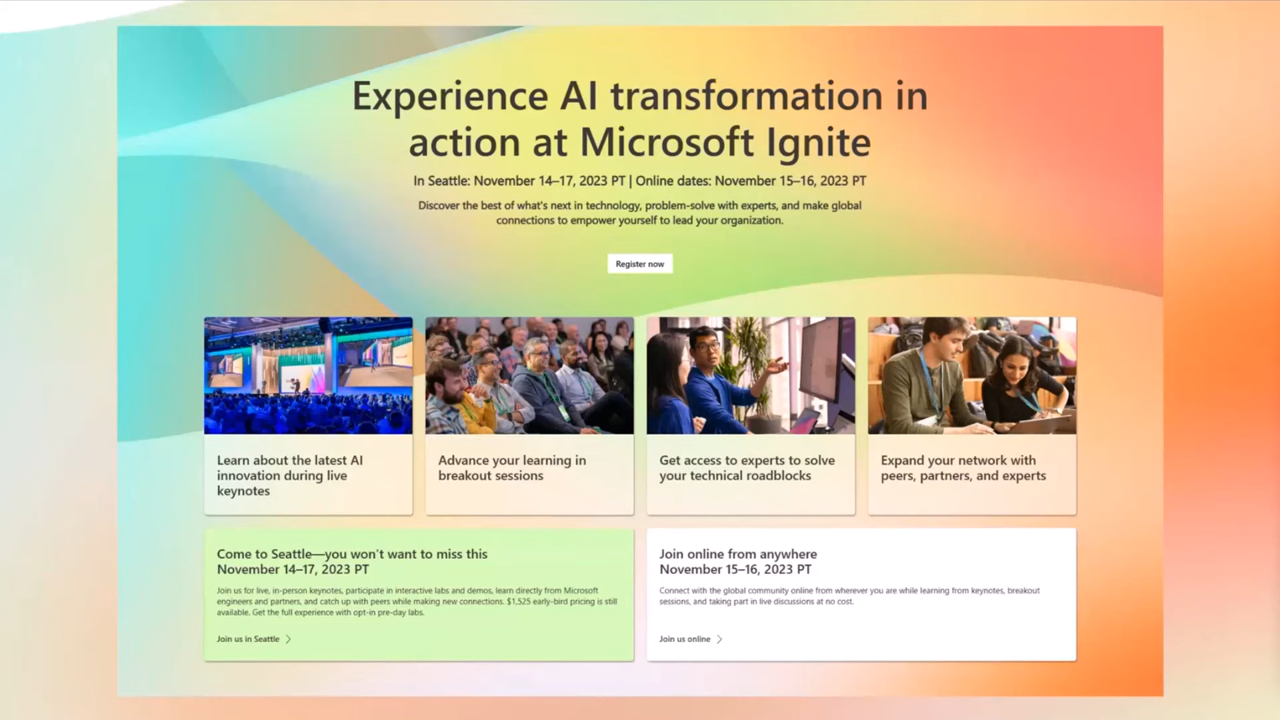 Experience AI transformation in
action at Microsoft Ignite
In Seattle: November 14–17, 2023 PT | Online dates: November 15–16, 2023 PT
Discover the best of what's next in technology, problem-solve with experts, and make global
connections to empower yourself to lead your organization.
Register now
Learn about the latest AI
innovation during live
keynotes
Advance your learning in
breakout sessions
Get access to experts to solve
your technical roadblocks
Expand your network with
peers, partners, and experts
Come to Seattle—you won't want to miss this
November 14–17, 2023 PT
Join us for live, in-person keynotes, participate in interactive labs and demos, learn directly from Microsoft
engineers and partners, and catch up with peers while making new connections. $1,525 early-bird pricing is still
available. Get the full experience with opt-in pre-day labs.
Join us in Seattle
Join online from anywhere
November 15–16, 2023 PT
Connect with the global community online from wherever you are while learning from keynotes, breakout
sessions, and taking part in live discussions at no cost.
Join us online